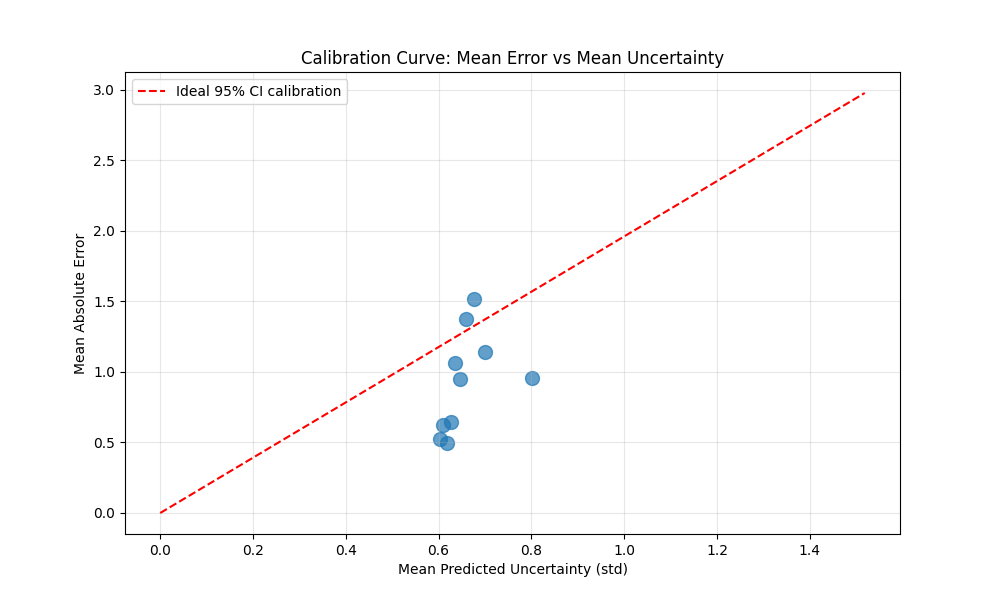 Calibration Curve: Mean Error vs Mean Uncertainty
Ideal 95% CI calibration
Mean Absolute Error
3.0
2.5
2.0
1.5
1.0
0.5
0.0
0.0 0.2 0.4 0.6 0.8 1.0 1.2 1.4
Mean Predicted Uncertainty (std)